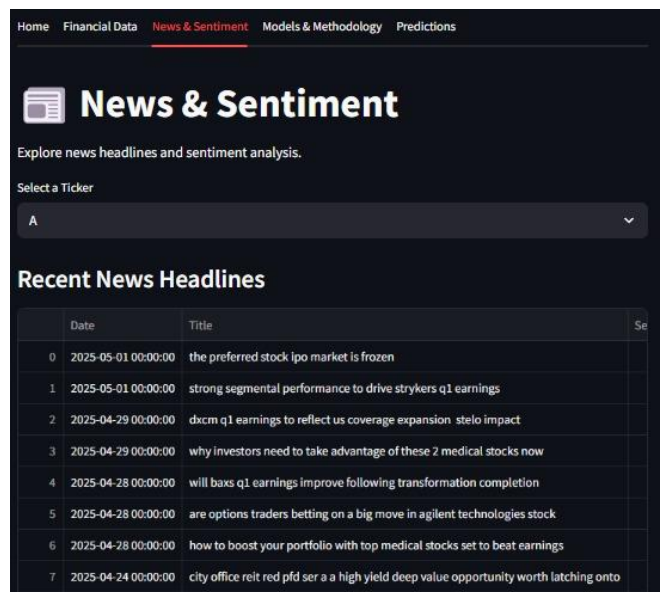 Home Financial Data News & Sentiment Models & Methodology Predictions
News & Sentiment
Explore news headlines and sentiment analysis.
Select a Ticker
A
Recent News Headlines
Date Title Se
0 2025-05-01 00:00:00 the preferred stock ipo market is frozen
1 2025-05-01 00:00:00 strong segmental performance to drive strykers q1 earnings
2 2025-04-29 00:00:00 dxcm q1 earnings to reflect us coverage expansion stelo impact
3 2025-04-29 00:00:00 why investors need to take advantage of these 2 medical stocks now
4 2025-04-28 00:00:00 will baxs q1 earnings improve following transformation completion
5 2025-04-28 00:00:00 are options traders betting on a big move in agilent technologies stock
6 2025-04-28 00:00:00 how to boost your portfolio with top medical stocks set to beat earnings
7 2025-04-24 00:00:00 city office reit red pfd ser a a high yield deep value opportunity worth latching onto